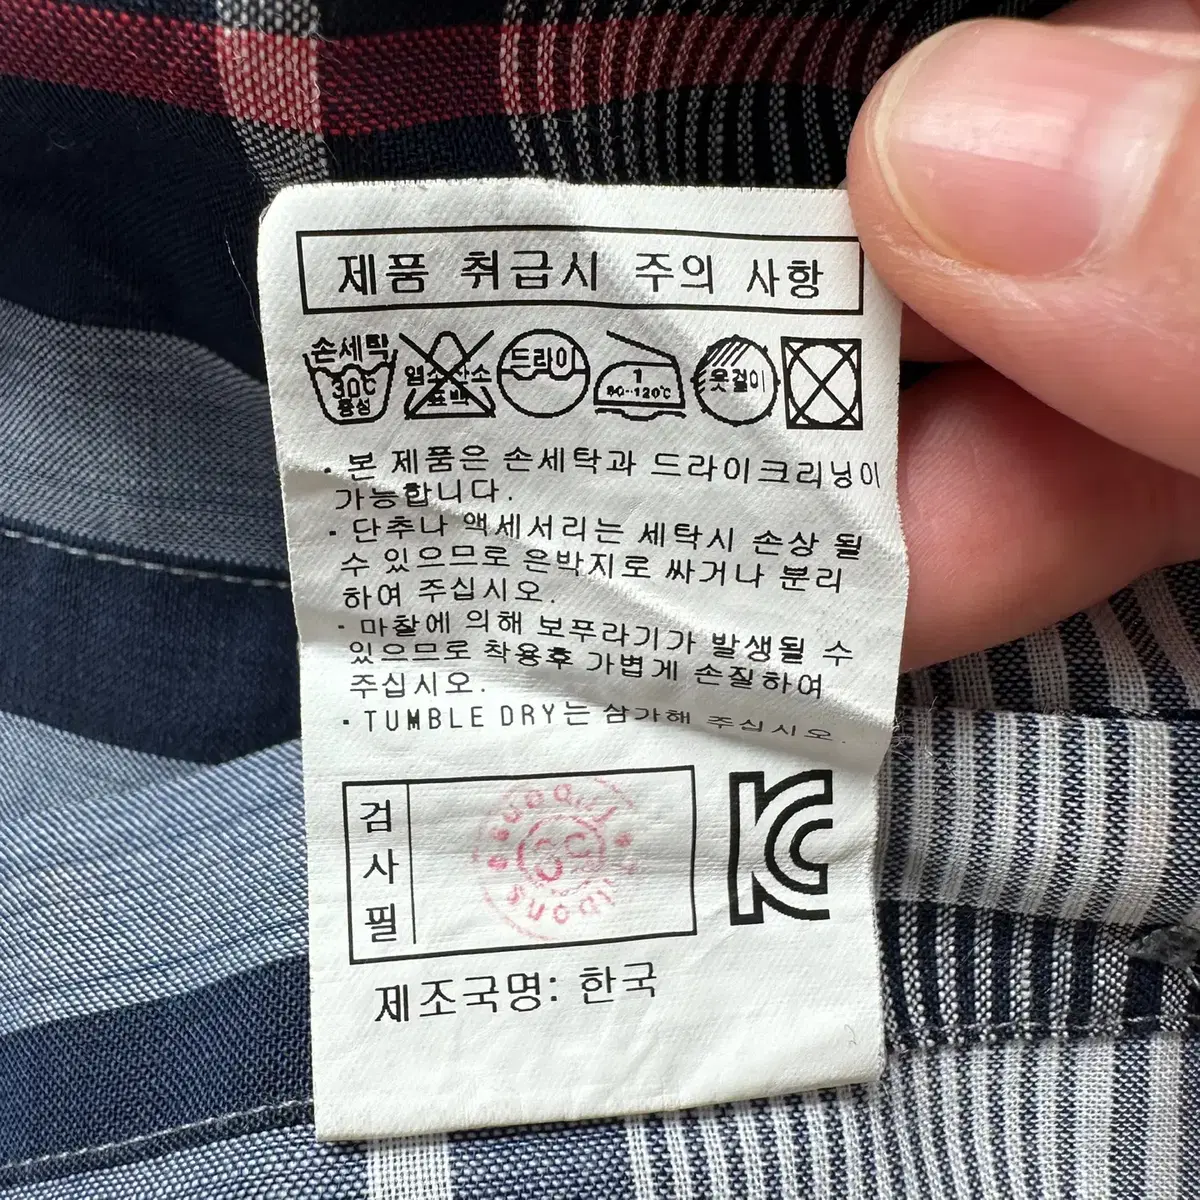 제품 취급시 주의 사항
손세탁
30℃
중성
염소산소
표백
드라이
1
80~120℃
옷걸이
· 본 제품은 손세탁과 드라이크리닝이
가능합니다.
· 단추나 액세서리는 세탁시 손상 될
수 있으므로 은박지로 싸거나 분리
하여 주십시오.
· 마찰에 의해 보푸라기가 발생될 수
있으므로 착용후 가볍게 손질하여
주십시오.
· TUMBLE DRY는 삼가해 주십시오.
검
사
필
KC
제조국명: 한국